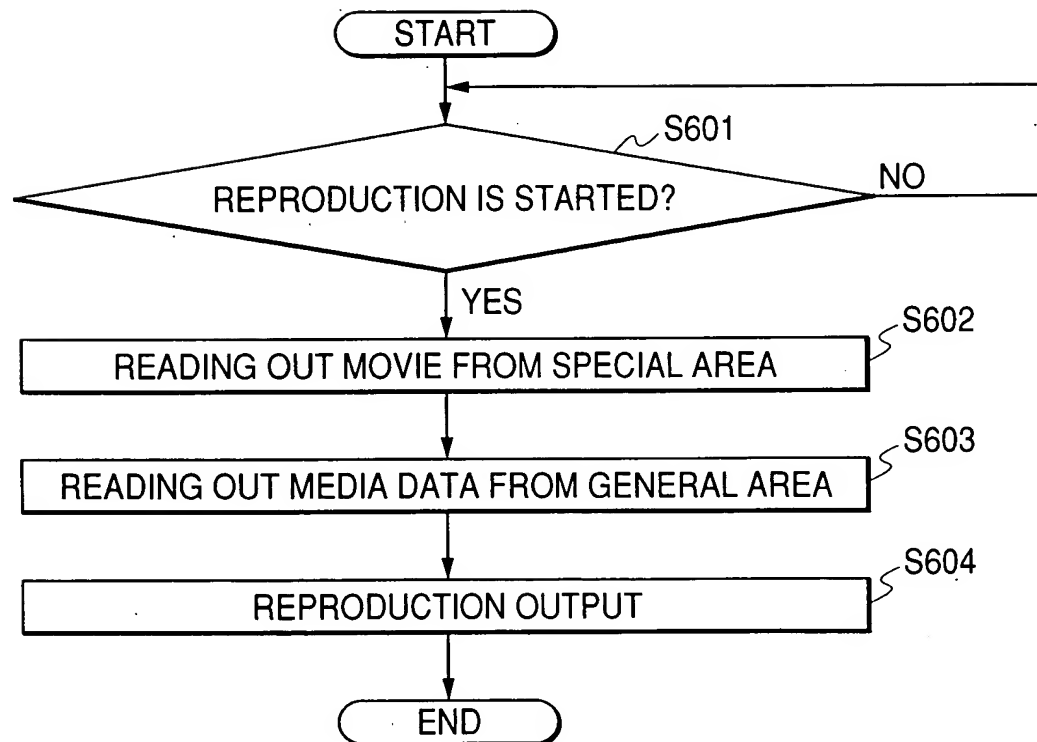 START
S601
REPRODUCTION IS STARTED?
NO
YES
S602
READING OUT MOVIE FROM SPECIAL AREA
S603
READING OUT MEDIA DATA FROM GENERAL AREA
S604
REPRODUCTION OUTPUT
END